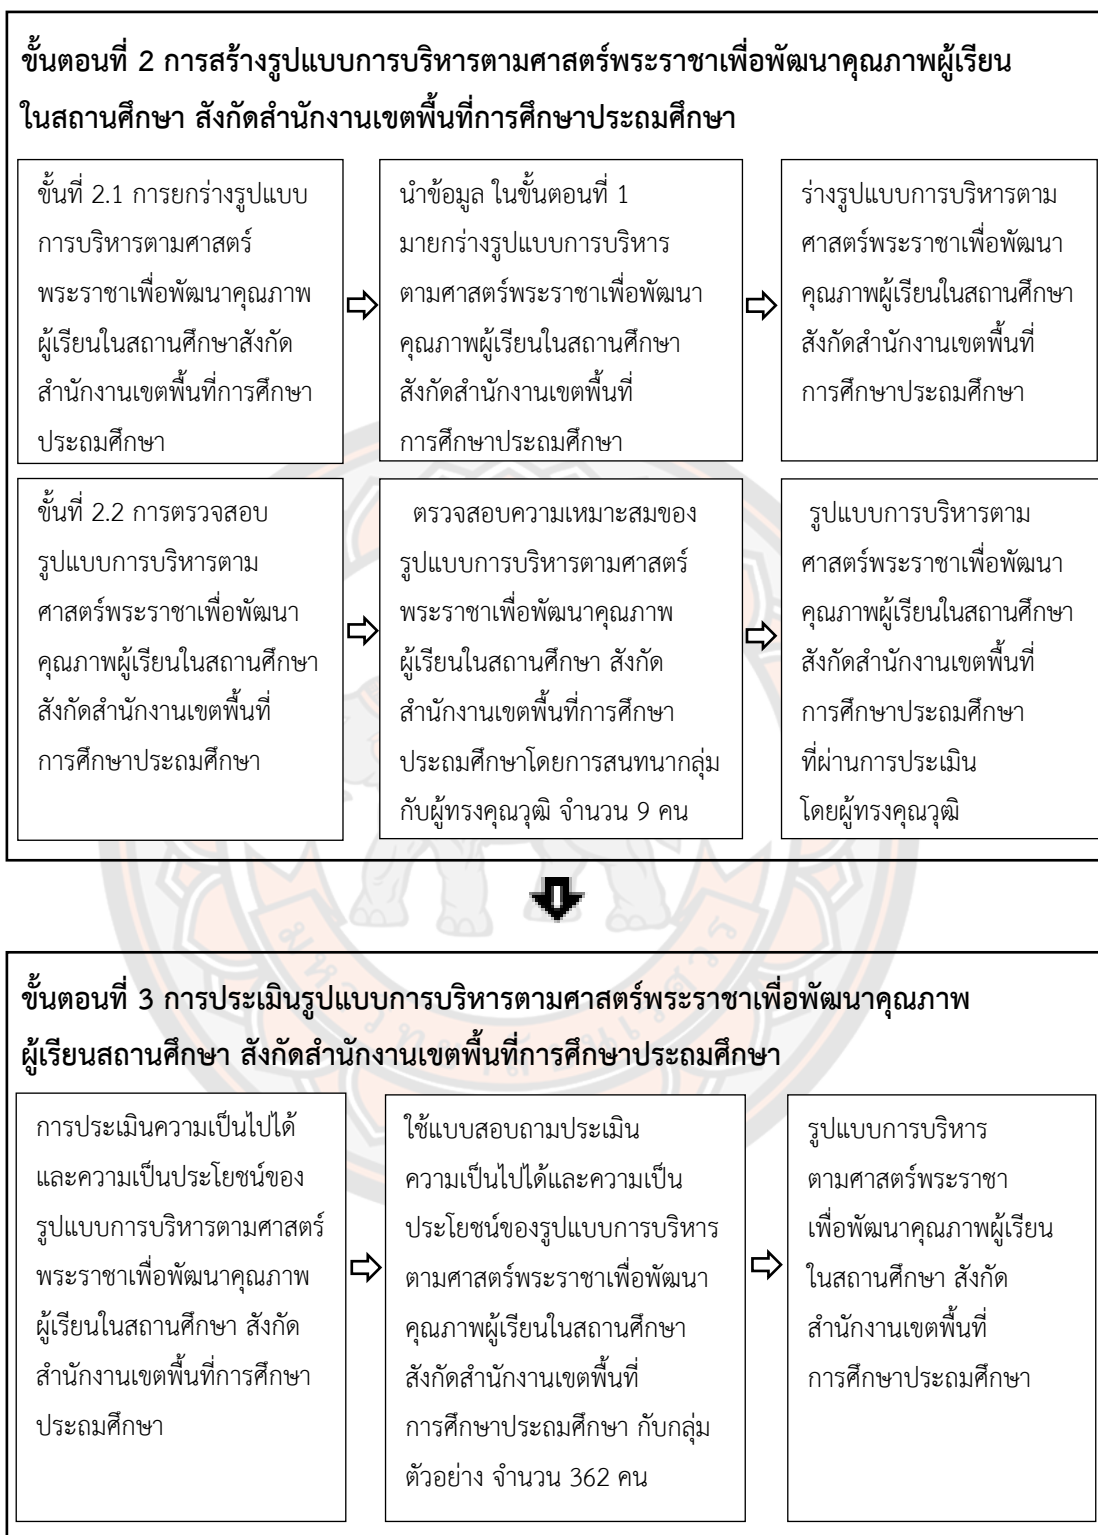 ขั้นตอนที่ 2 การสร้างรูปแบบการบริหารตามศาสตร์พระราชาเพื่อพัฒนาคุณภาพผู้เรียน
ในสถานศึกษา สังกัดสำนักงานเขตพื้นที่การศึกษาประถมศึกษา
ขั้นที่ 2.1 การยกร่างรูปแบบ
การบริหารตามศาสตร์
พระราชาเพื่อพัฒนาคุณภาพ
ผู้เรียนในสถานศึกษาสังกัด
สำนักงานเขตพื้นที่การศึกษา
ประถมศึกษา
นำข้อมูล ในขั้นตอนที่ 1
มายกร่างรูปแบบการบริหาร
ตามศาสตร์พระราชาเพื่อพัฒนา
คุณภาพผู้เรียนในสถานศึกษา
สังกัดสำนักงานเขตพื้นที่
การศึกษาประถมศึกษา
ร่างรูปแบบการบริหารตาม
ศาสตร์พระราชาเพื่อพัฒนา
คุณภาพผู้เรียนในสถานศึกษา
สังกัดสำนักงานเขตพื้นที่
การศึกษาประถมศึกษา
ขั้นที่ 2.2 การตรวจสอบ
รูปแบบการบริหารตาม
ศาสตร์พระราชาเพื่อพัฒนา
คุณภาพผู้เรียนในสถานศึกษา
สังกัดสำนักงานเขตพื้นที่
การศึกษาประถมศึกษา
ตรวจสอบความเหมาะสมของ
รูปแบบการบริหารตามศาสตร์
พระราชาเพื่อพัฒนาคุณภาพ
ผู้เรียนในสถานศึกษา สังกัด
สำนักงานเขตพื้นที่การศึกษา
ประถมศึกษาโดยการสนทนากลุ่ม
กับผู้ทรงคุณวุฒิ จำนวน 9 คน
รูปแบบการบริหารตาม
ศาสตร์พระราชาเพื่อพัฒนา
คุณภาพผู้เรียนในสถานศึกษา
สังกัดสำนักงานเขตพื้นที่
การศึกษาประถมศึกษา
ที่ผ่านการประเมิน
โดยผู้ทรงคุณวุฒิ
มหาวิทยาลัยนเรศวร
ขั้นตอนที่ 3 การประเมินรูปแบบการบริหารตามศาสตร์พระราชาเพื่อพัฒนาคุณภาพ
ผู้เรียนสถานศึกษา สังกัดสำนักงานเขตพื้นที่การศึกษาประถมศึกษา
การประเมินความเป็นไปได้
และความเป็นประโยชน์ของ
รูปแบบการบริหารตามศาสตร์
พระราชาเพื่อพัฒนาคุณภาพ
ผู้เรียนในสถานศึกษา สังกัด
สำนักงานเขตพื้นที่การศึกษา
ประถมศึกษา
ใช้แบบสอบถามประเมิน
ความเป็นไปได้และความเป็น
ประโยชน์ของรูปแบบการบริหาร
ตามศาสตร์พระราชาเพื่อพัฒนา
คุณภาพผู้เรียนในสถานศึกษา
สังกัดสำนักงานเขตพื้นที่
การศึกษาประถมศึกษา กับกลุ่ม
ตัวอย่าง จำนวน 362 คน
รูปแบบการบริหาร
ตามศาสตร์พระราชา
เพื่อพัฒนาคุณภาพผู้เรียน
ในสถานศึกษา สังกัด
สำนักงานเขตพื้นที่
การศึกษาประถมศึกษา